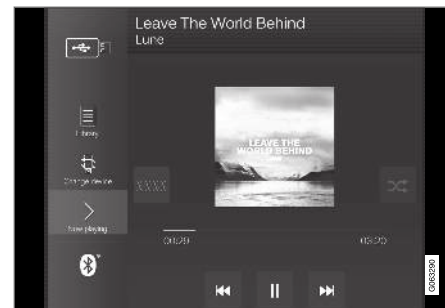 Leave The World Behind
Lune
Library
Change device
Now playing
LEAVE THE
WORLD BEHIND
XXXX
00:29
03:20
G063290